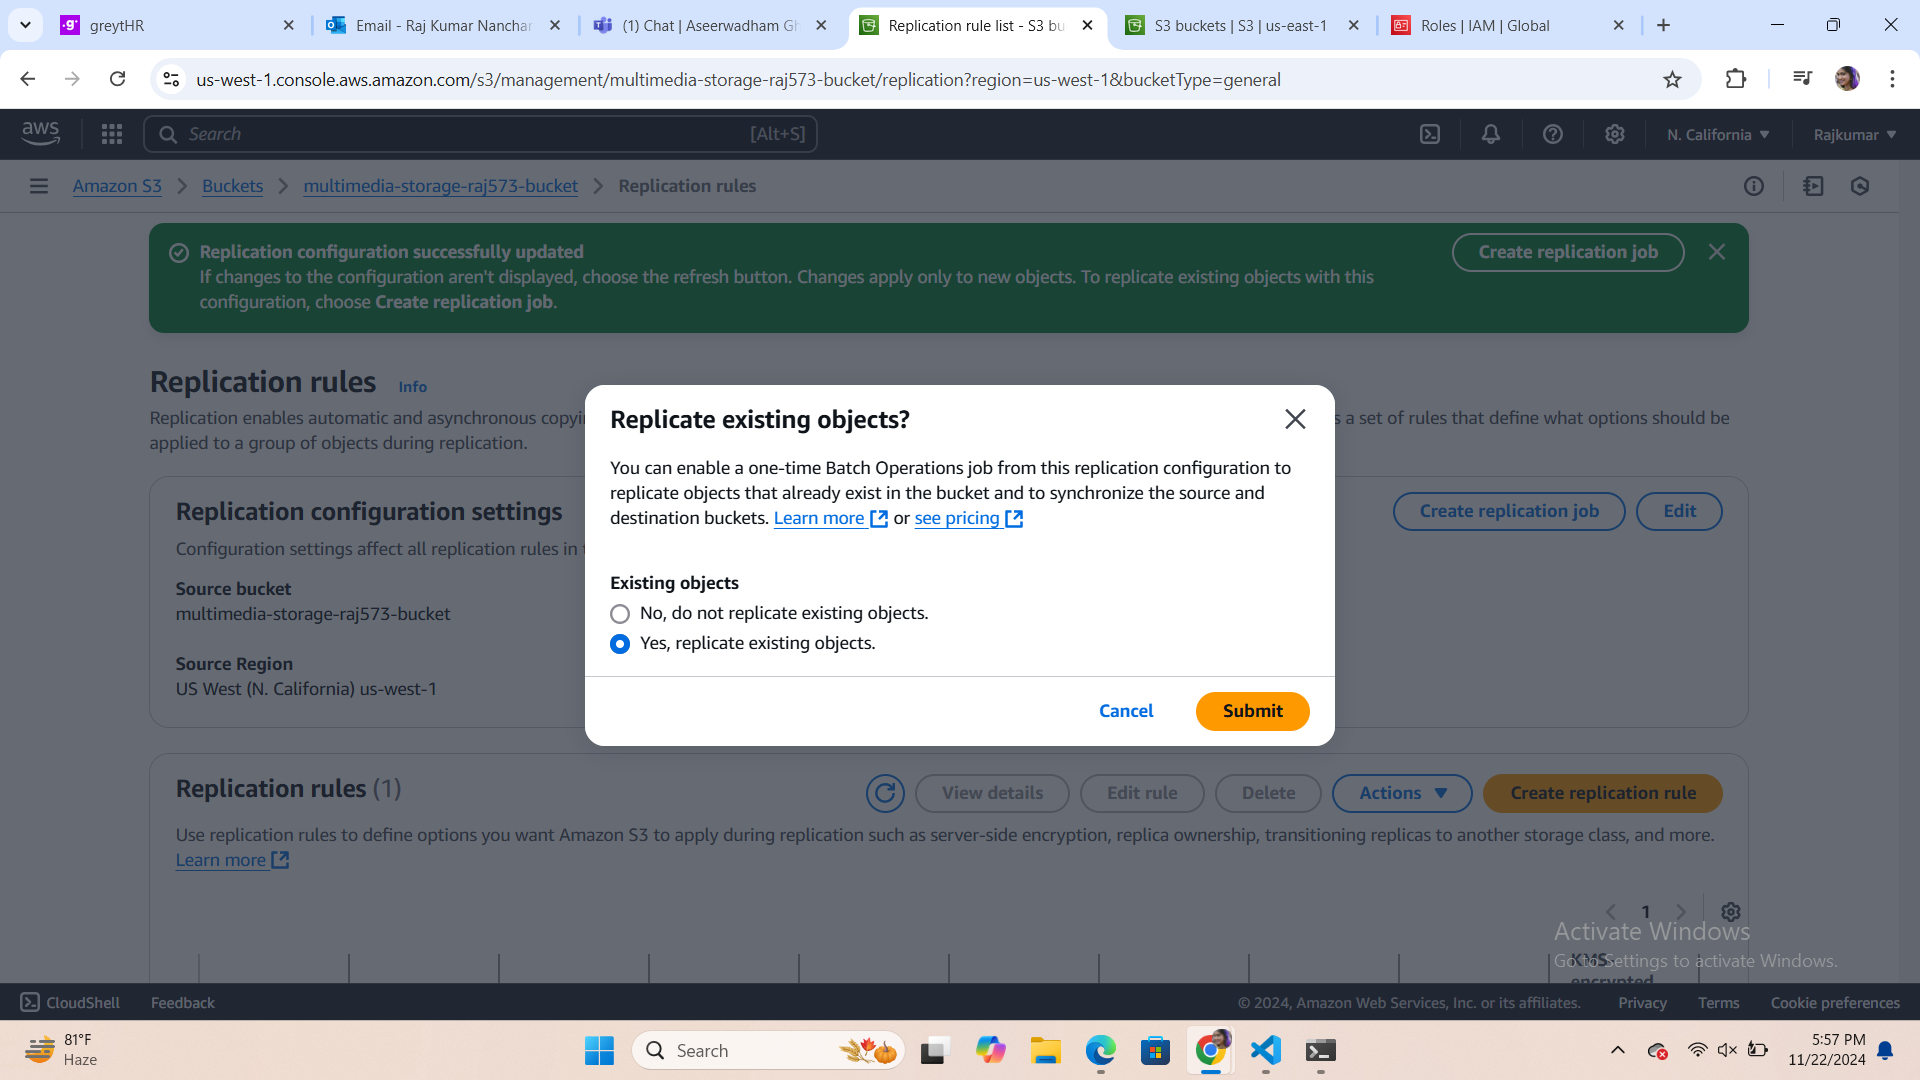 greytHR
Email - Raj Kumar Nanchar
(1) Chat | Aseerwadham Gh
Replication rule list - S3 bu
S3 buckets | S3 | us-east-1
Roles | IAM | Global
us-west-1.console.aws.amazon.com/s3/management/multimedia-storage-raj573-bucket/replication?region=us-west-1&bucketType=general
aws
Search
[Alt+S]
N. California
Rajkumar
Amazon S3
Buckets
multimedia-storage-raj573-bucket
Replication rules
Replication configuration successfully updated
If changes to the configuration aren't displayed, choose the refresh button. Changes apply only to new objects. To replicate existing objects with this
configuration, choose Create replication job.
Create replication job
Replication rules Info
Replication enables automatic and asynchronous copyi
s a set of rules that define what options should be
applied to a group of objects during replication.
Replication configuration settings
Create replication job
Edit
Configuration settings affect all replication rules in t
Source bucket
multimedia-storage-raj573-bucket
Source Region
US West (N. California) us-west-1
Replicate existing objects?
You can enable a one-time Batch Operations job from this replication configuration to
replicate objects that already exist in the bucket and to synchronize the source and
destination buckets. Learn more or see pricing
Existing objects
No, do not replicate existing objects.
Yes, replicate existing objects.
Cancel
Submit
Replication rules (1)
View details
Edit rule
Delete
Actions
Create replication rule
Use replication rules to define options you want Amazon S3 to apply during replication such as server-side encryption, replica ownership, transitioning replicas to another storage class, and more.
Learn more
1
Activate Windows
Go to Settings to activate Windows.
KMS-
encrypted
CloudShell
Feedback
© 2024, Amazon Web Services, Inc. or its affiliates.
Privacy
Terms
Cookie preferences
81°F
Haze
Search
5:57 PM
11/22/2024